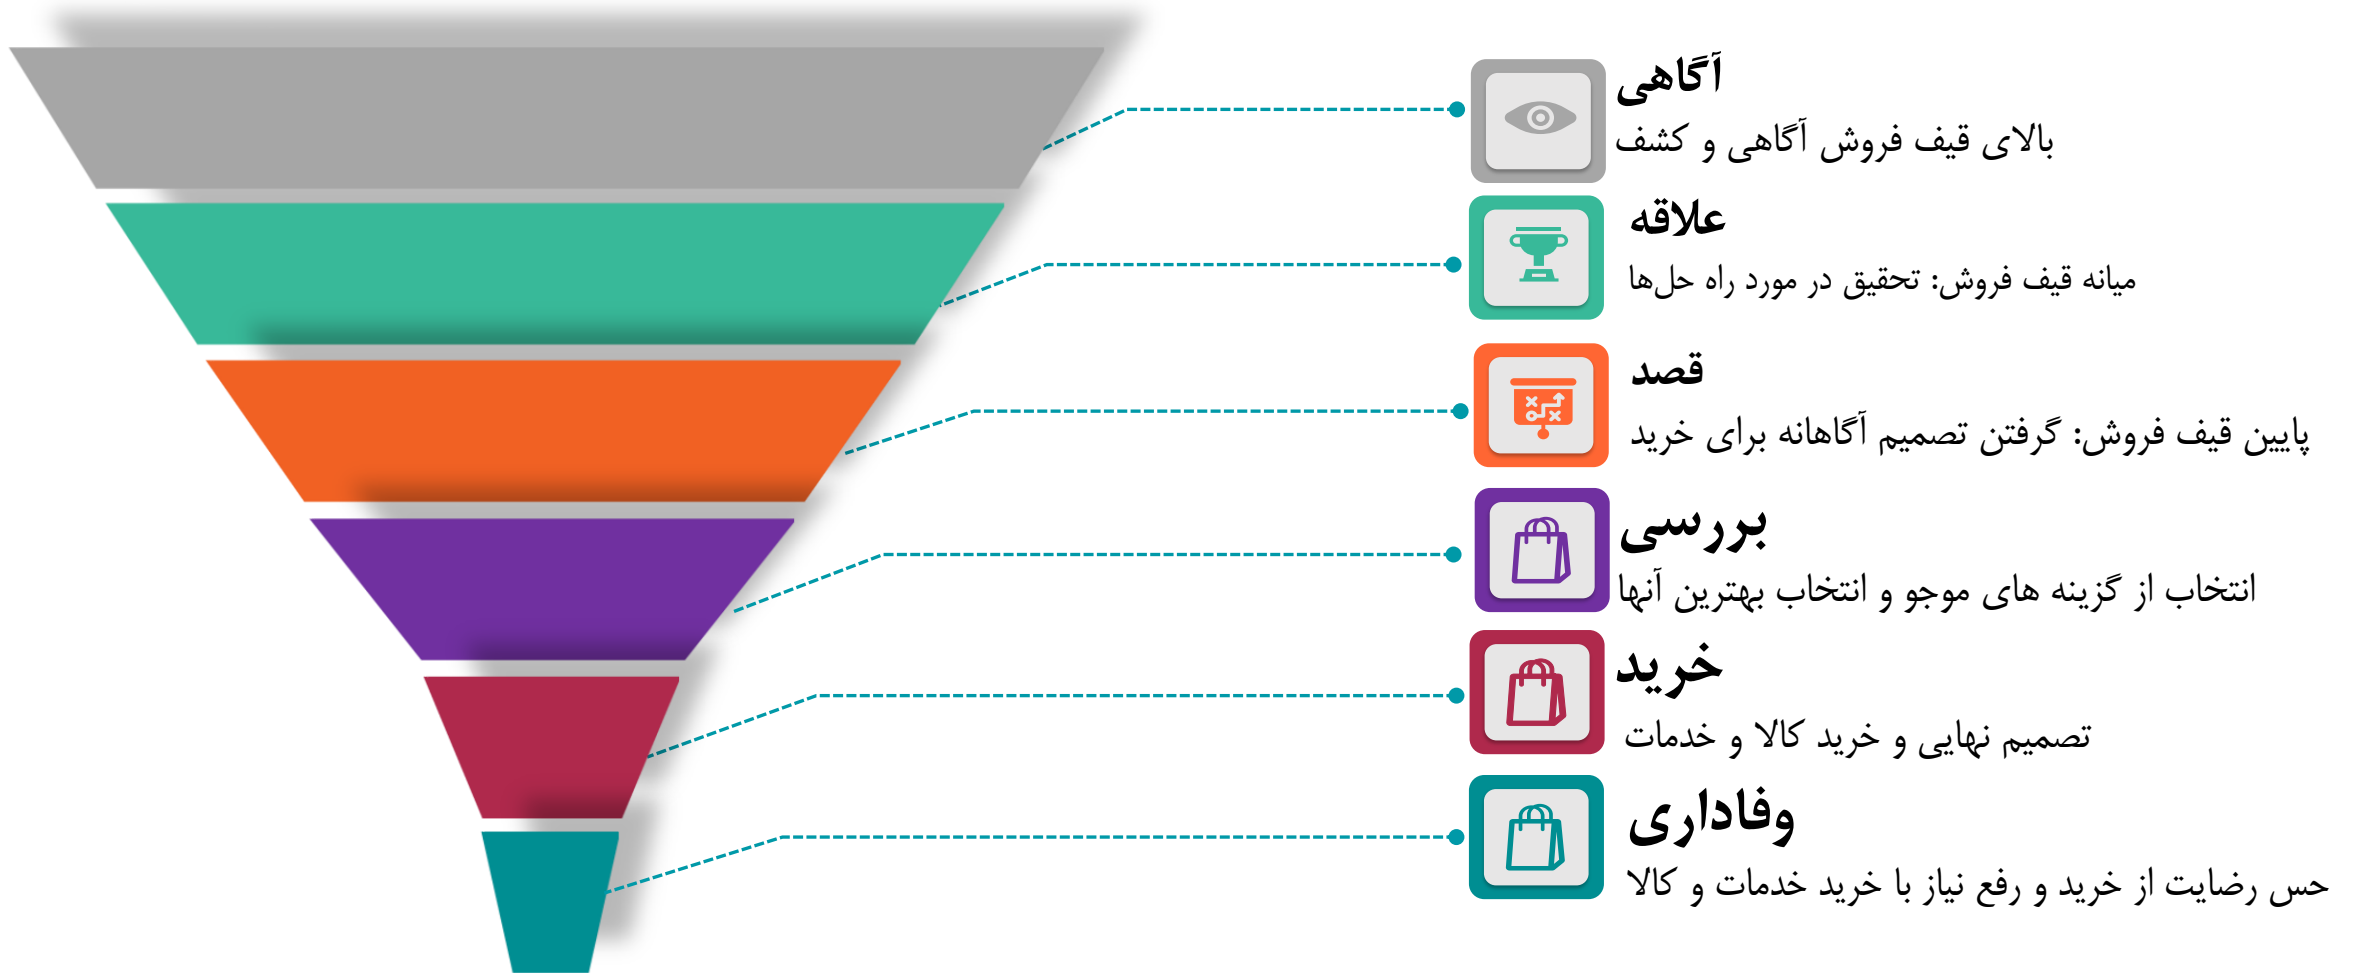 آگاهی
بالای قیف فروش آگاهی و کشف
علاقه
میانه قیف فروش: تحقیق در مورد راه حل‌ها
قصد
پایین قیف فروش: گرفتن تصمیم آگاهانه برای خرید
بررسی
انتخاب از گزینه های موجو و انتخاب بهترین آنها
خرید
تصمیم نهایی و خرید کالا و خدمات
وفاداری
حس رضایت از خرید و رفع نیاز با خرید خدمات و کالا